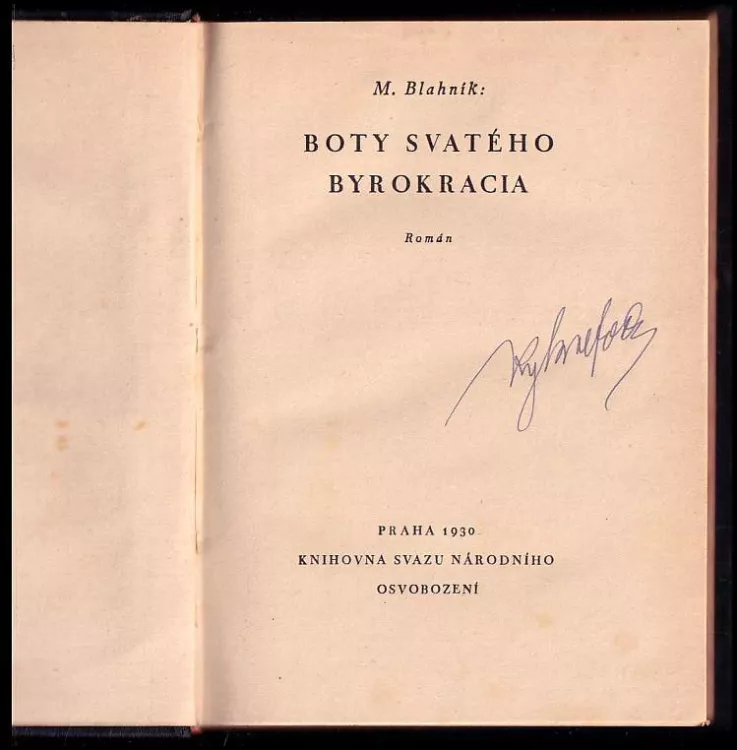 M. Blahník:
BOTY SVATÉHO
BYROKRACIA
Román
PRAHA 1930
KNIHOVNA SVAZU NÁRODNÍHO
OSVOBOZENÍ